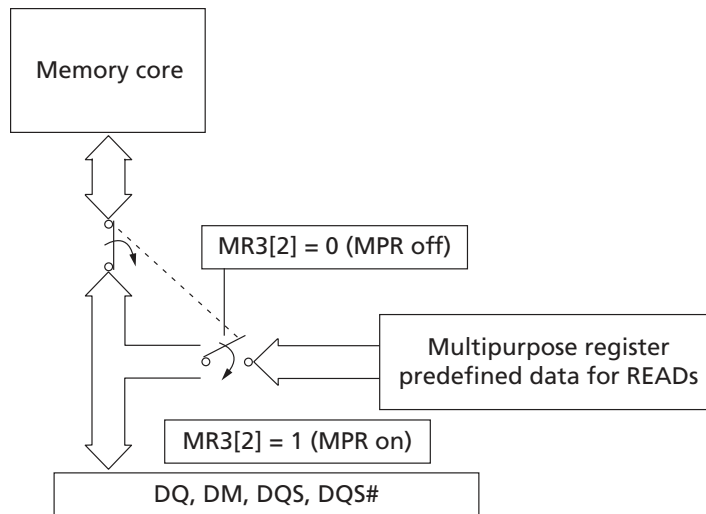 Memory core
MR3[2] = 0 (MPR off)
Multipurpose register
predefined data for READs
MR3[2] = 1 (MPR on)
DQ, DM, DQS, DQS#